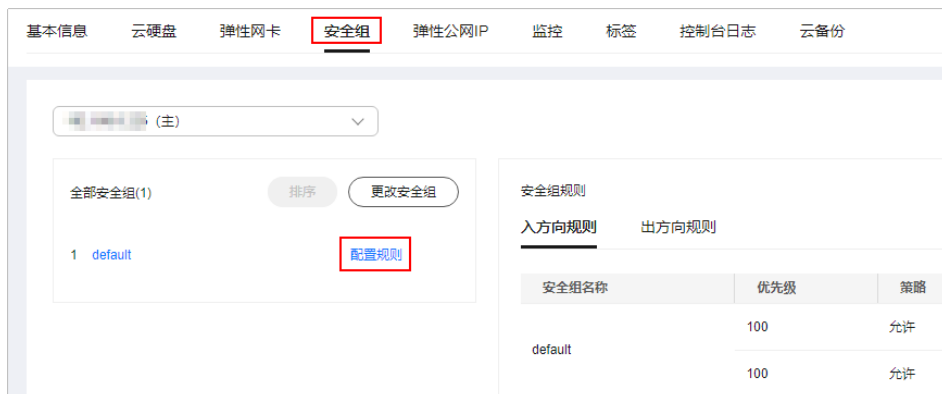 基本信息 云硬盘 弹性网卡 安全组 弹性公网IP 监控 标签 控制台日志 云备份
(主)
全部安全组(1) 排序 更改安全组
1 default 配置规则
安全组规则
入方向规则 出方向规则
安全组名称 优先级 策略
100 允许
default
100 允许